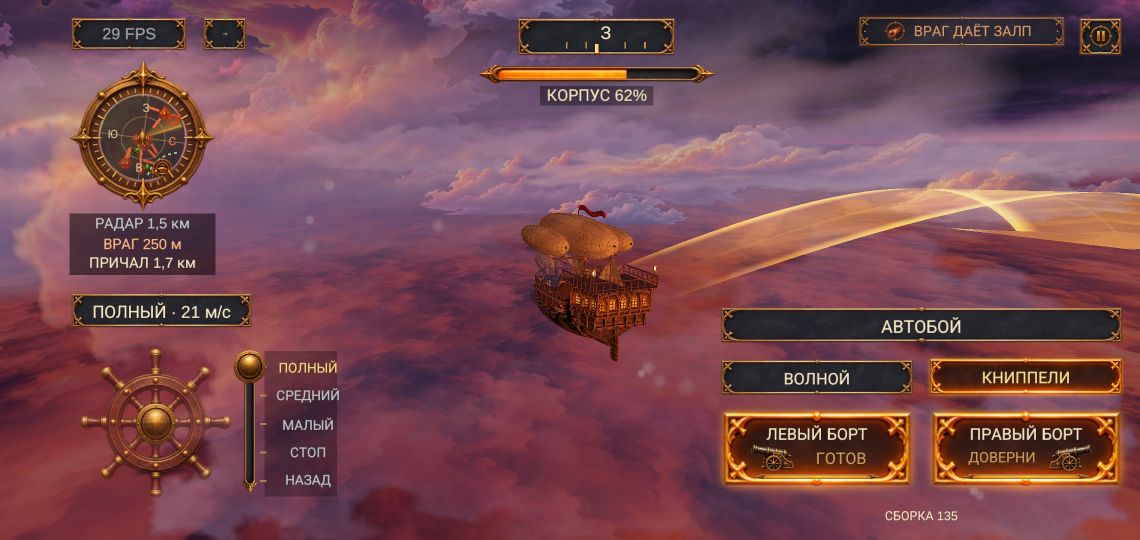 29 FPS
3
ВРАГ ДАЁТ ЗАЛП
КОРПУС 62%
З
Ю
С
В
РАДАР 1,5 км
ВРАГ 250 м
ПРИЧАЛ 1,7 км
ПОЛНЫЙ · 21 м/с
ПОЛНЫЙ
СРЕДНИЙ
МАЛЫЙ
СТОП
НАЗАД
АВТОБОЙ
ВОЛНОЙ
КНИППЕЛИ
ЛЕВЫЙ БОРТ
ГОТОВ
ПРАВЫЙ БОРТ
ДОВЕРНИ
СБОРКА 135